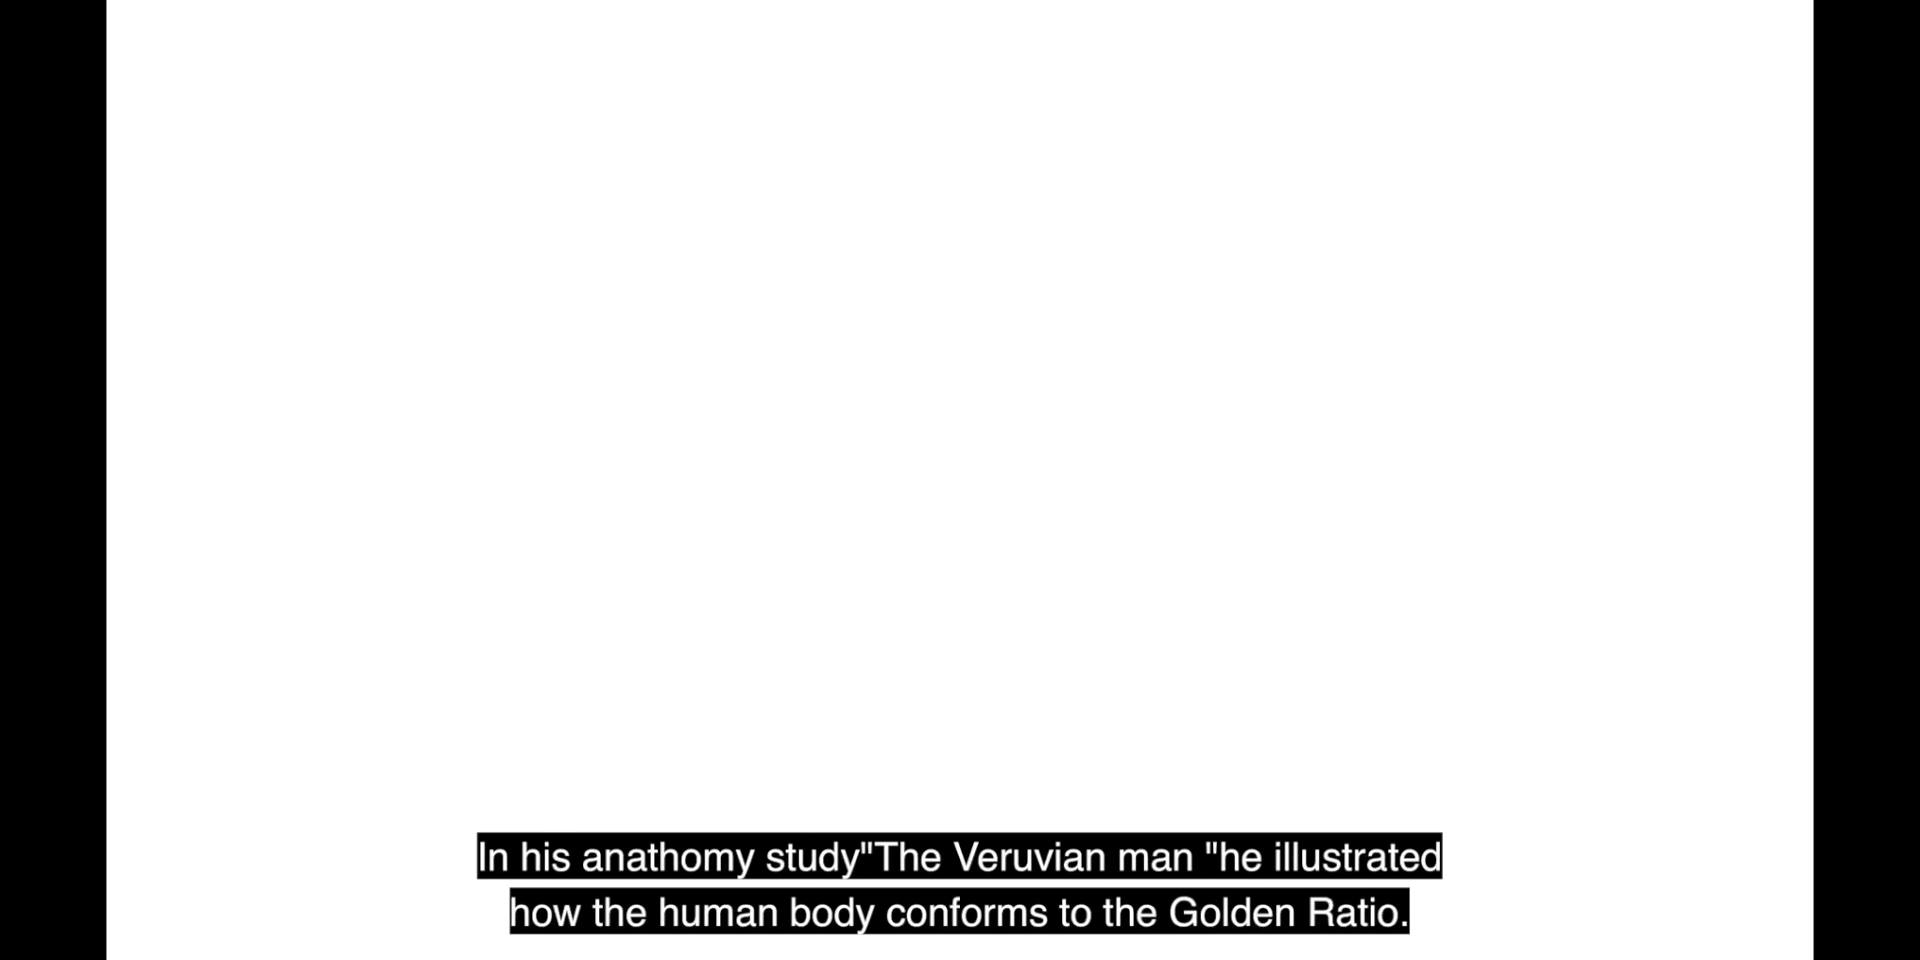 In his anathomy study"The Veruvian man "he illustrated
how the human body conforms to the Golden Ratio.